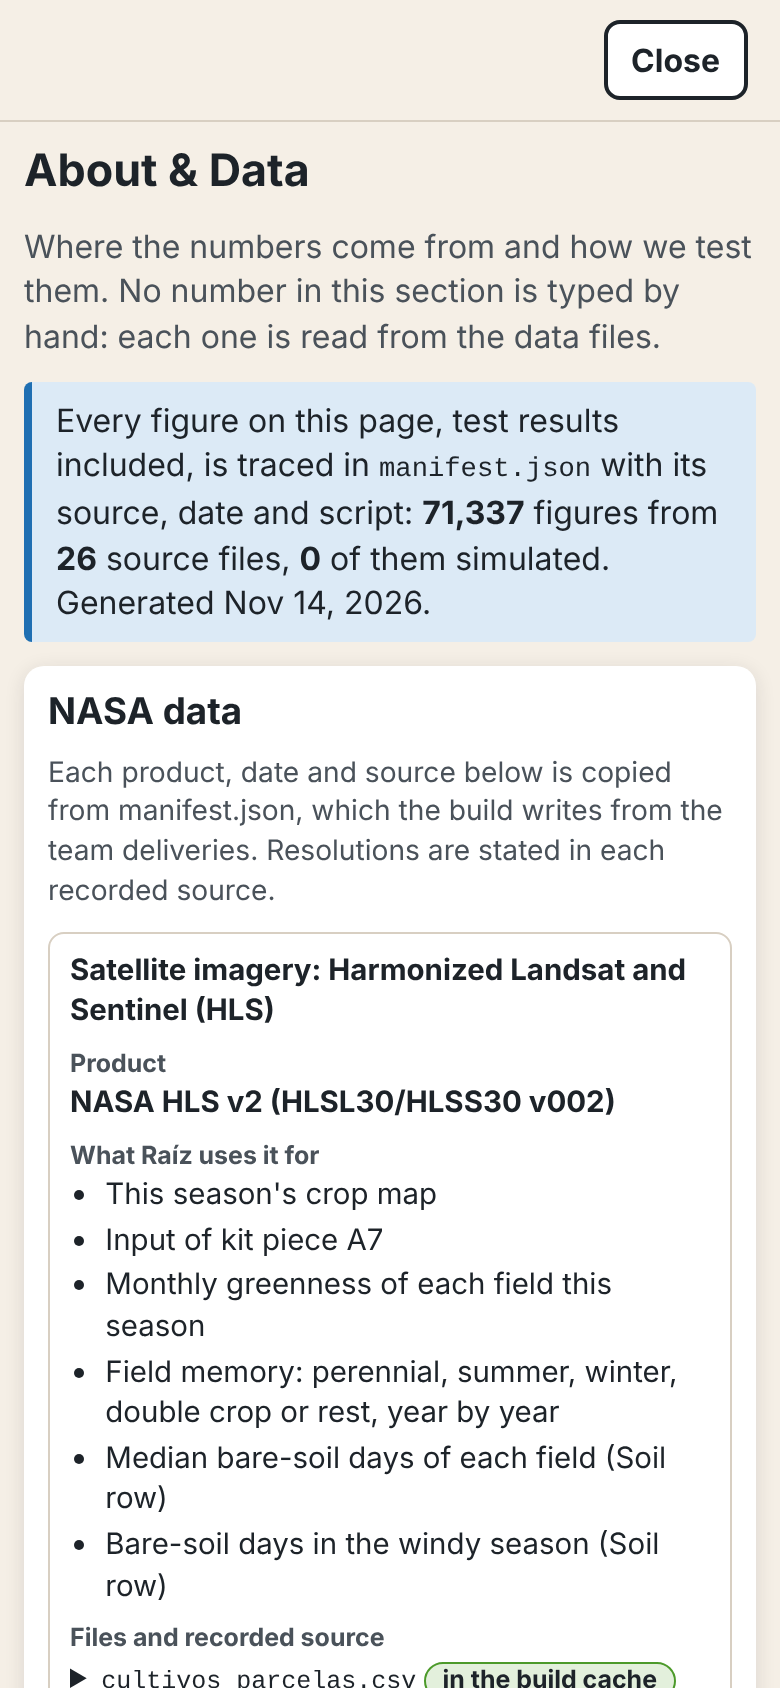 Close
About & Data
Where the numbers come from and how we test
them. No number in this section is typed by
hand: each one is read from the data files.
Every figure on this page, test results
included, is traced in manifest.json with its
source, date and script: 71,337 figures from
26 source files, 0 of them simulated.
Generated Nov 14, 2026.
NASA data
Each product, date and source below is copied
from manifest.json, which the build writes from the
team deliveries. Resolutions are stated in each
recorded source.
Satellite imagery: Harmonized Landsat and
Sentinel (HLS)
Product
NASA HLS v2 (HLSL30/HLSS30 v002)
What Raíz uses it for
• This season's crop map
• Input of kit piece A7
• Monthly greenness of each field this
season
• Field memory: perennial, summer, winter,
double crop or rest, year by year
• Median bare-soil days of each field (Soil
row)
• Bare-soil days in the windy season (Soil
row)
Files and recorded source
▶ cultivos_parcelas.csv in the build cache